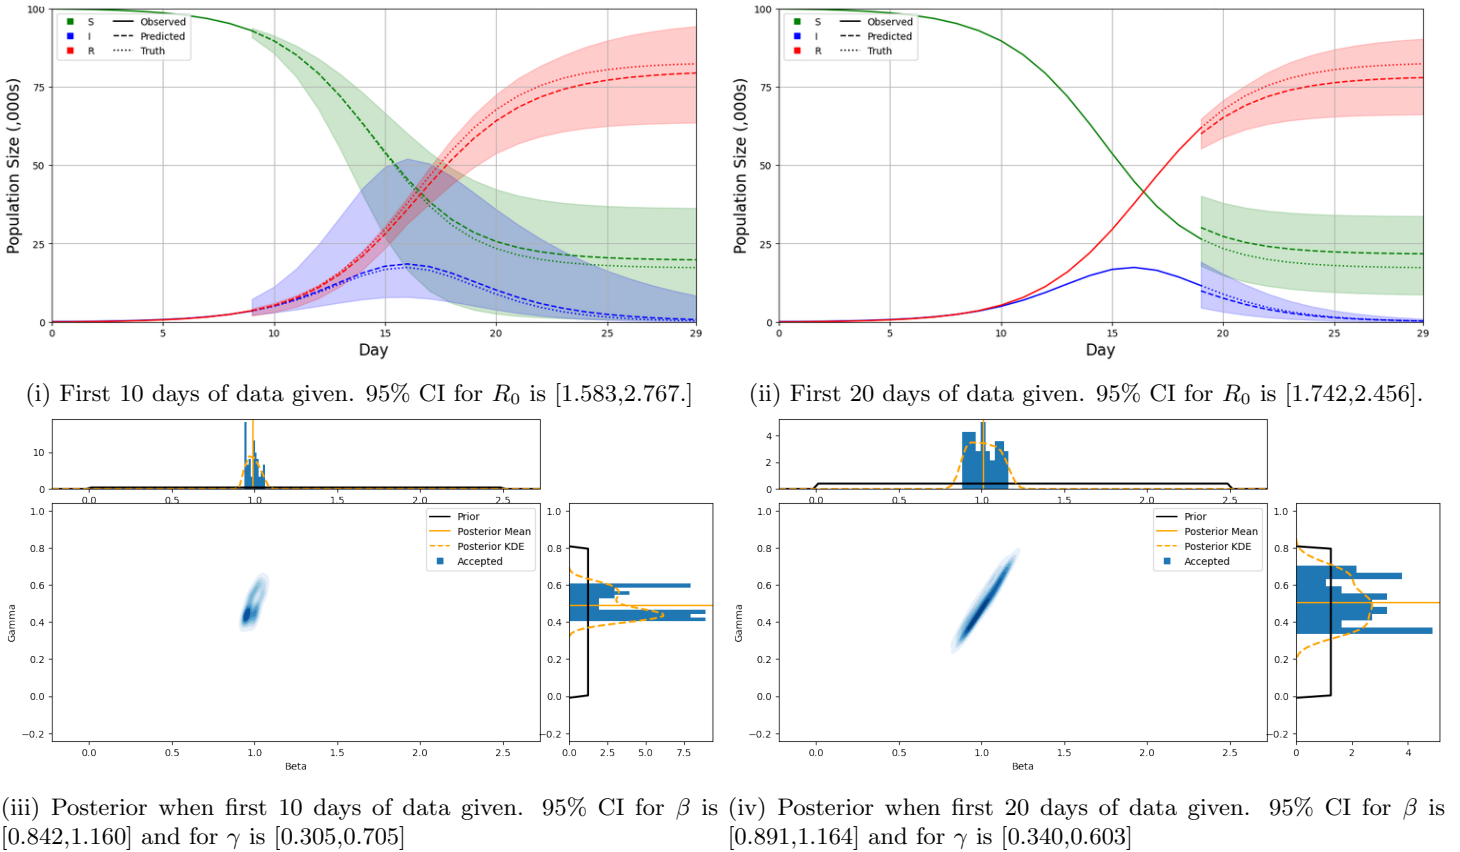 S
I
R
Observed
Predicted
Truth
100
75
50
25
0
Population Size (,000s)
0 5 10 15 20 25 29
Day
S
I
R
Observed
Predicted
Truth
100
75
50
25
0
Population Size (,000s)
0 5 10 15 20 25 29
Day
(i) First 10 days of data given. 95% CI for R₀ is [1.583,2.767.]
(ii) First 20 days of data given. 95% CI for R₀ is [1.742,2.456].
10
0
0.0 0.5 1.0 1.5 2.0 2.5
Prior
Posterior Mean
Posterior KDE
Accepted
1.0
0.8
0.6
0.4
0.2
0.0
−0.2
Gamma
0.0 0.5 1.0 1.5 2.0 2.5
Beta
1.0
0.8
0.6
0.4
0.2
0.0
−0.2
0.0 2.5 5.0 7.5
4
2
0
0.0 0.5 1.0 1.5 2.0 2.5
Prior
Posterior Mean
Posterior KDE
Accepted
1.0
0.8
0.6
0.4
0.2
0.0
−0.2
Gamma
0.0 0.5 1.0 1.5 2.0 2.5
Beta
1.0
0.8
0.6
0.4
0.2
0.0
−0.2
0 2 4
(iii) Posterior when first 10 days of data given. 95% CI for β is
[0.842,1.160] and for γ is [0.305,0.705]
(iv) Posterior when first 20 days of data given. 95% CI for β is
[0.891,1.164] and for γ is [0.340,0.603]